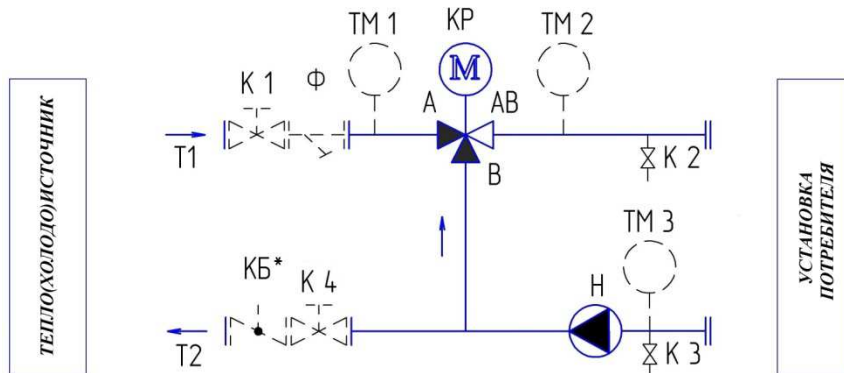 ТЕПЛО(ХОЛОДО)ИСТОЧНИК
ТМ 1
КР
ТМ 2
К 1
Ф
М
А
АВ
Т1
В
К 2
ТМ 3
КБ*
К 4
Н
Т2
К 3
УСТАНОВКА
ПОТРЕБИТЕЛЯ